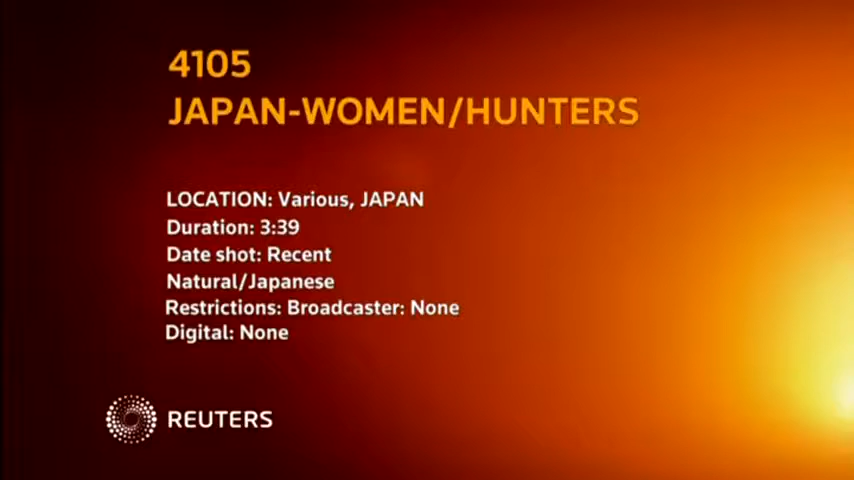 4105
JAPAN-WOMEN/HUNTERS
LOCATION: Various, JAPAN
Duration: 3:39
Date shot: Recent
Natural/Japanese
Restrictions: Broadcaster: None
Digital: None
REUTERS